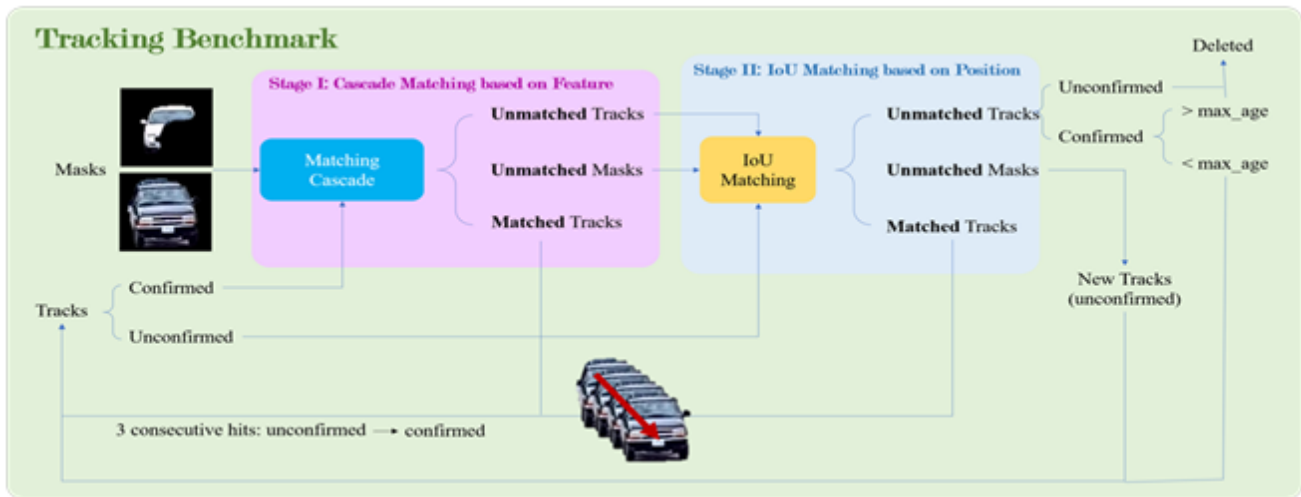 Tracking Benchmark
Deleted
Stage I: Cascade Matching based on Feature
Stage II: IoU Matching based on Position
Unconfirmed
Unmatched Tracks
Unmatched Tracks
> max_age
Confirmed
Masks
Matching
Cascade
Unmatched Masks
IoU
Matching
Unmatched Masks
< max_age
Matched Tracks
Matched Tracks
Confirmed
New Tracks
(unconfirmed)
Tracks
Unconfirmed
3 consecutive hits: unconfirmed → confirmed